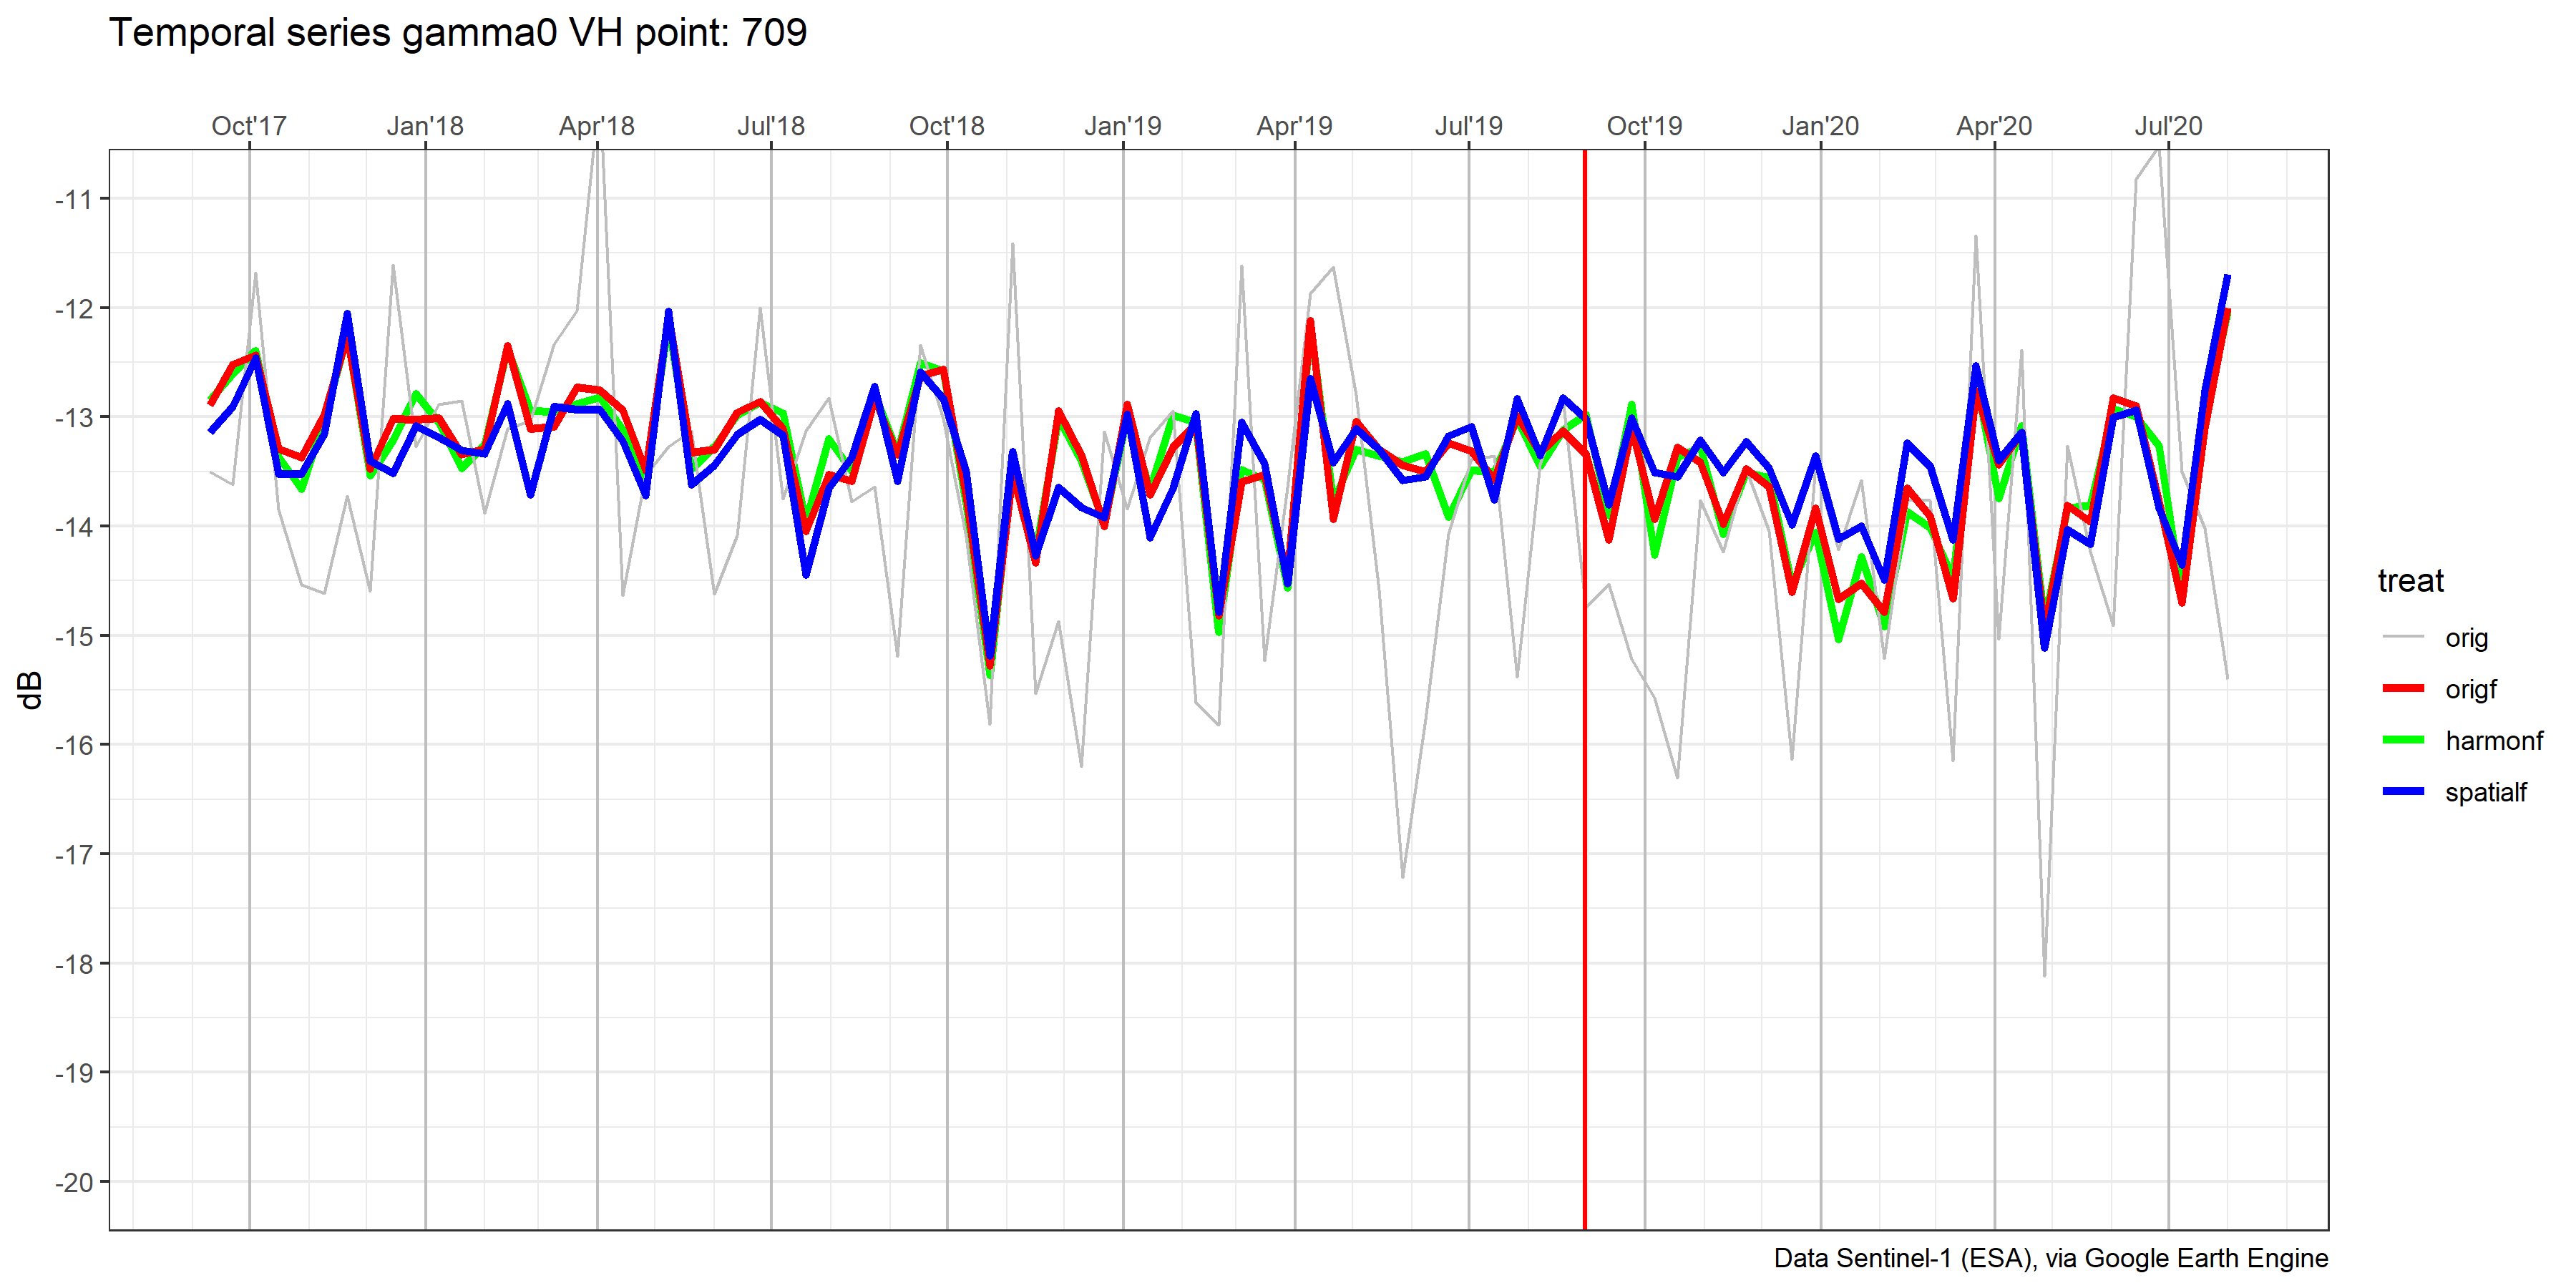 Temporal series gamma0 VH point: 709
Oct'17 Jan'18 Apr'18 Jul'18 Oct'18 Jan'19 Apr'19 Jul'19 Oct'19 Jan'20 Apr'20 Jul'20
-11
-12
-13
-14
-15
-16
-17
-18
-19
-20
dB
treat
orig
origf
harmonf
spatialf
Data Sentinel-1 (ESA), via Google Earth Engine